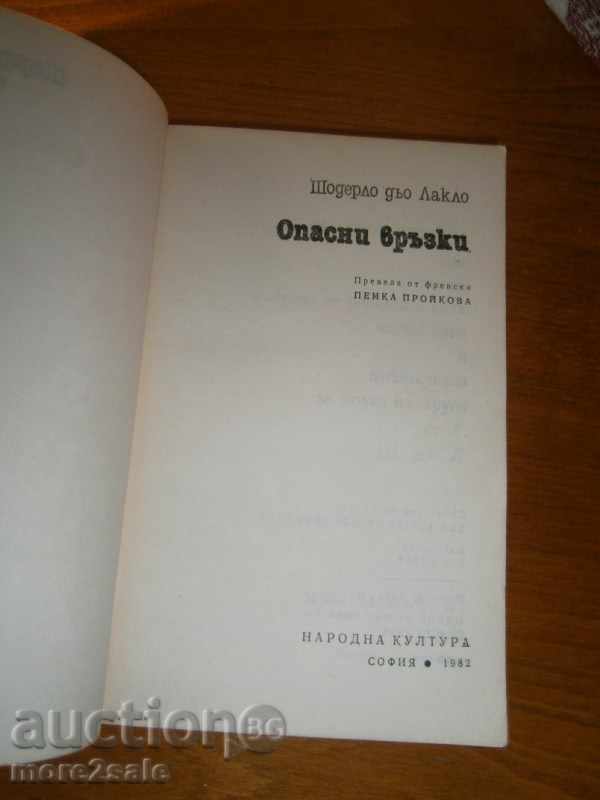 Шодерло дьо Лакло
Опасни връзки
Превела от френски
ПЕНКА ПРОЙКОВА
НАРОДНА КУЛТУРА
СОФИЯ • 1982
auction BG
more2sale